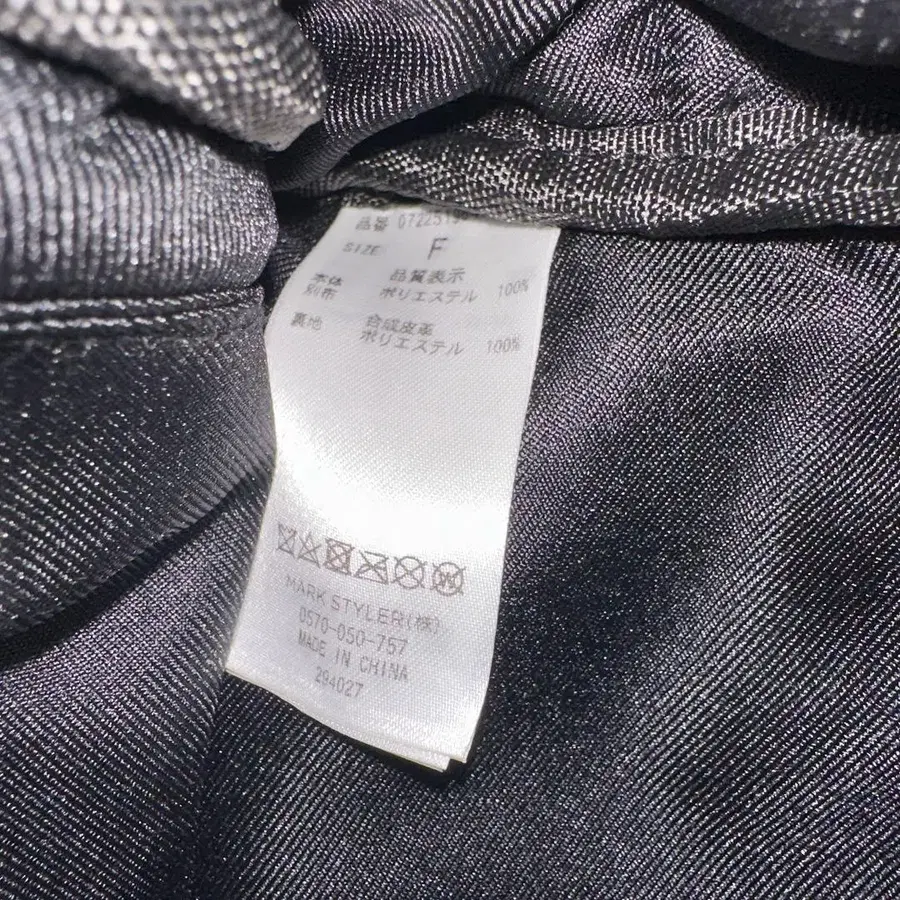 品番
SIZE F
品質表示
本体
別布 ポリエステル 100%
合成皮革
裏地 ポリエステル 100%
MARK STYLER(株)
0570-050-757
MADE IN CHINA
294027